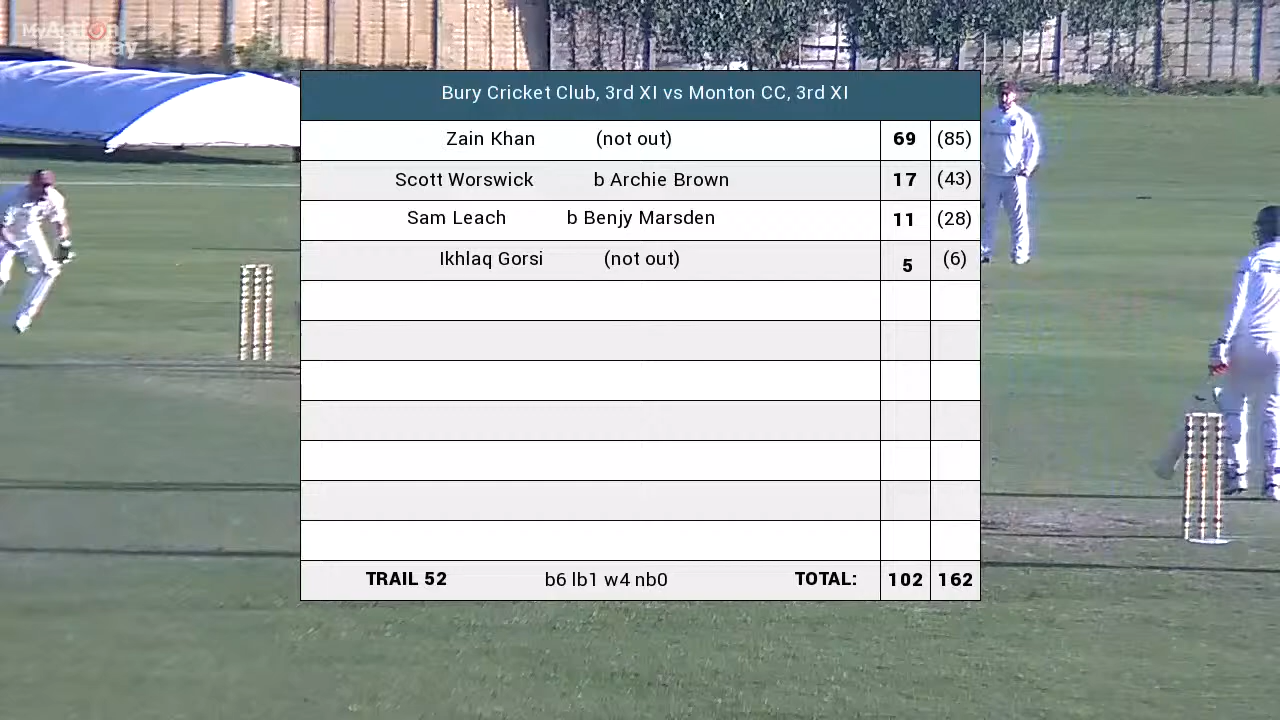 MyAction
Replay
Bury Cricket Club, 3rd XI vs Monton CC, 3rd XI
Zain Khan (not out) 69 (85)
Scott Worswick b Archie Brown 17 (43)
Sam Leach b Benjy Marsden 11 (28)
Ikhlaq Gorsi (not out) 5 (6)
TRAIL 52 b6 lb1 w4 nb0 TOTAL: 102 162